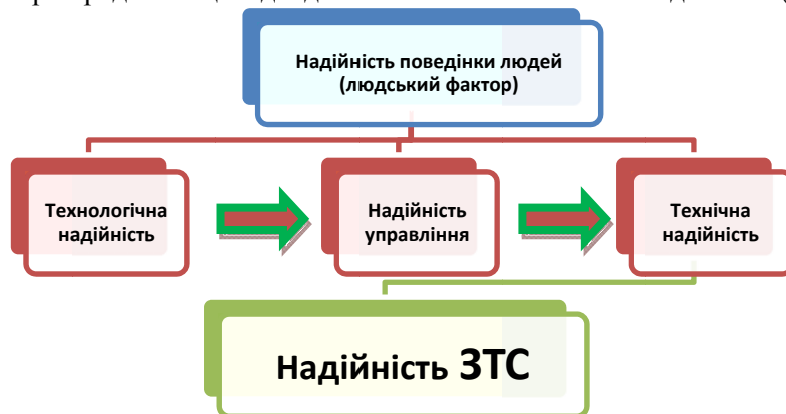 Надійність поведінки людей
(людський фактор)
Технологічна
надійність
Надійність
управління
Технічна
надійність
Надійність ЗТС